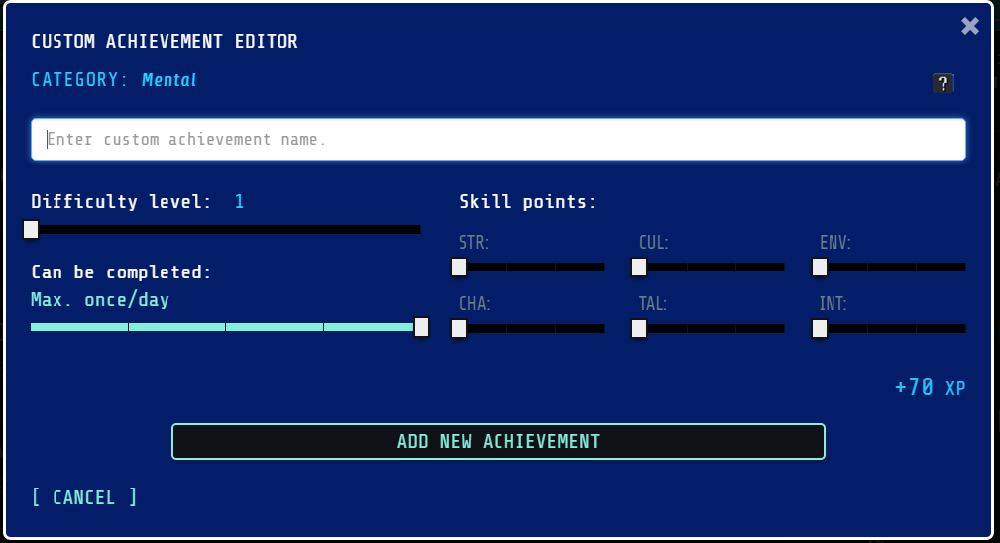 CUSTOM ACHIEVEMENT EDITOR
CATEGORY: Mental
?
Enter custom achievement name.
Difficulty level: 1
Skill points:
STR: CUL: ENV:
Can be completed:
Max. once/day
CHA: TAL: INT:
+70 XP
ADD NEW ACHIEVEMENT
[ CANCEL ]